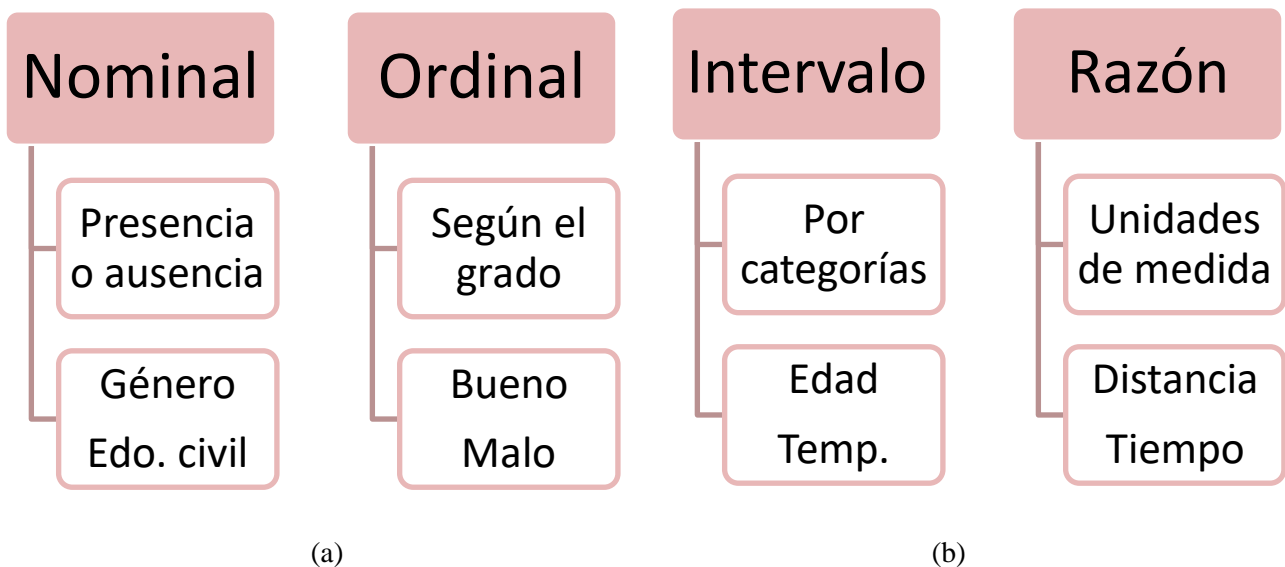 Nominal
Presencia
o ausencia
Género
Edo. civil
Ordinal
Según el
grado
Bueno
Malo
Intervalo
Por
categorías
Edad
Temp.
Razón
Unidades
de medida
Distancia
Tiempo
(a)
(b)